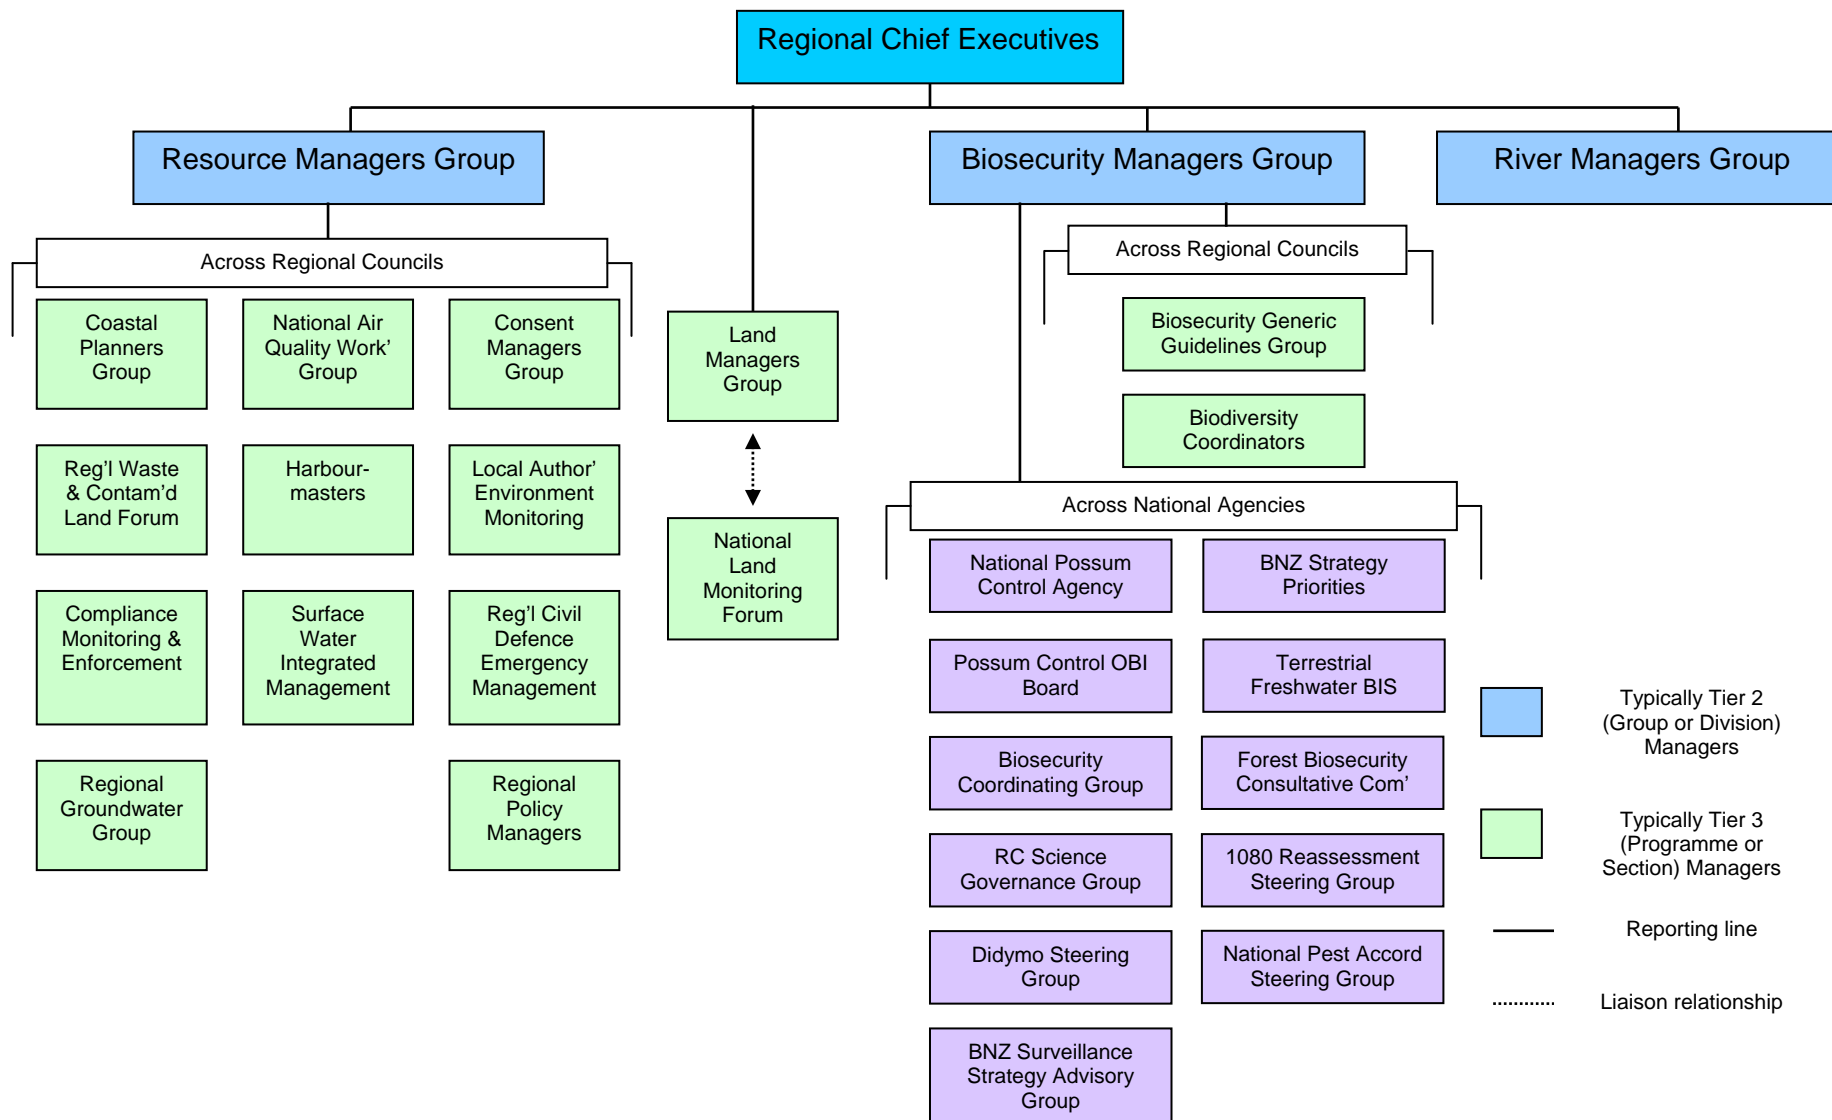 Regional Chief Executives
Resource Managers Group
Biosecurity Managers Group
River Managers Group
Across Regional Councils
Coastal
Planners
Group
National Air
Quality Work’
Group
Consent
Managers
Group
Reg’l Waste
& Contam’d
Land Forum
Harbour-
masters
Local Author’
Environment
Monitoring
Compliance
Monitoring &
Enforcement
Surface
Water
Integrated
Management
Reg’l Civil
Defence
Emergency
Management
Regional
Groundwater
Group
Regional
Policy
Managers
Land
Managers
Group
National
Land
Monitoring
Forum
Across Regional Councils
Biosecurity Generic
Guidelines Group
Biodiversity
Coordinators
Across National Agencies
National Possum
Control Agency
BNZ Strategy
Priorities
Possum Control OBI
Board
Terrestrial
Freshwater BIS
Biosecurity
Coordinating Group
Forest Biosecurity
Consultative Com’
RC Science
Governance Group
1080 Reassessment
Steering Group
Didymo Steering
Group
National Pest Accord
Steering Group
BNZ Surveillance
Strategy Advisory
Group
Typically Tier 2
(Group or Division)
Managers
Typically Tier 3
(Programme or
Section) Managers
Reporting line
Liaison relationship